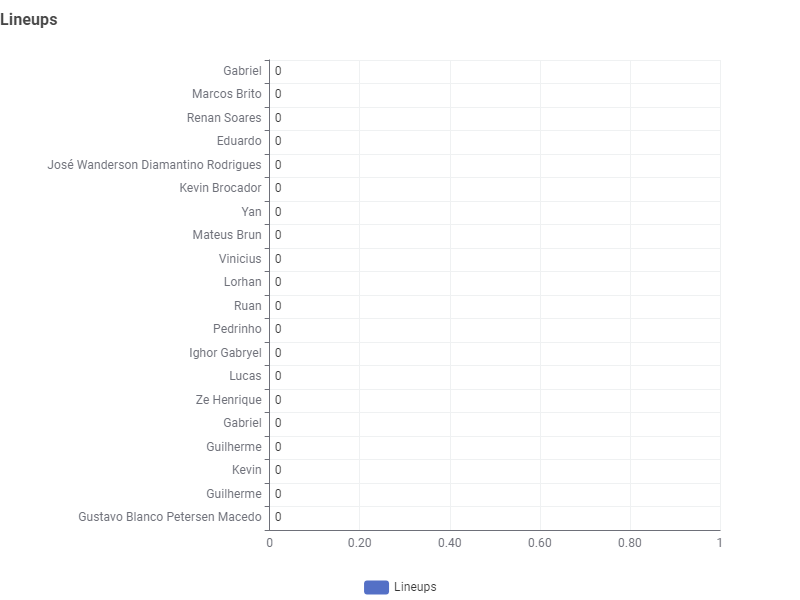 Lineups
Gabriel 0
Marcos Brito 0
Renan Soares 0
Eduardo 0
José Wanderson Diamantino Rodrigues 0
Kevin Brocador 0
Yan 0
Mateus Brun 0
Vinicius 0
Lorhan 0
Ruan 0
Pedrinho 0
Ighor Gabryel 0
Lucas 0
Ze Henrique 0
Gabriel 0
Guilherme 0
Kevin 0
Guilherme 0
Gustavo Blanco Petersen Macedo 0
0 0.20 0.40 0.60 0.80 1
Lineups